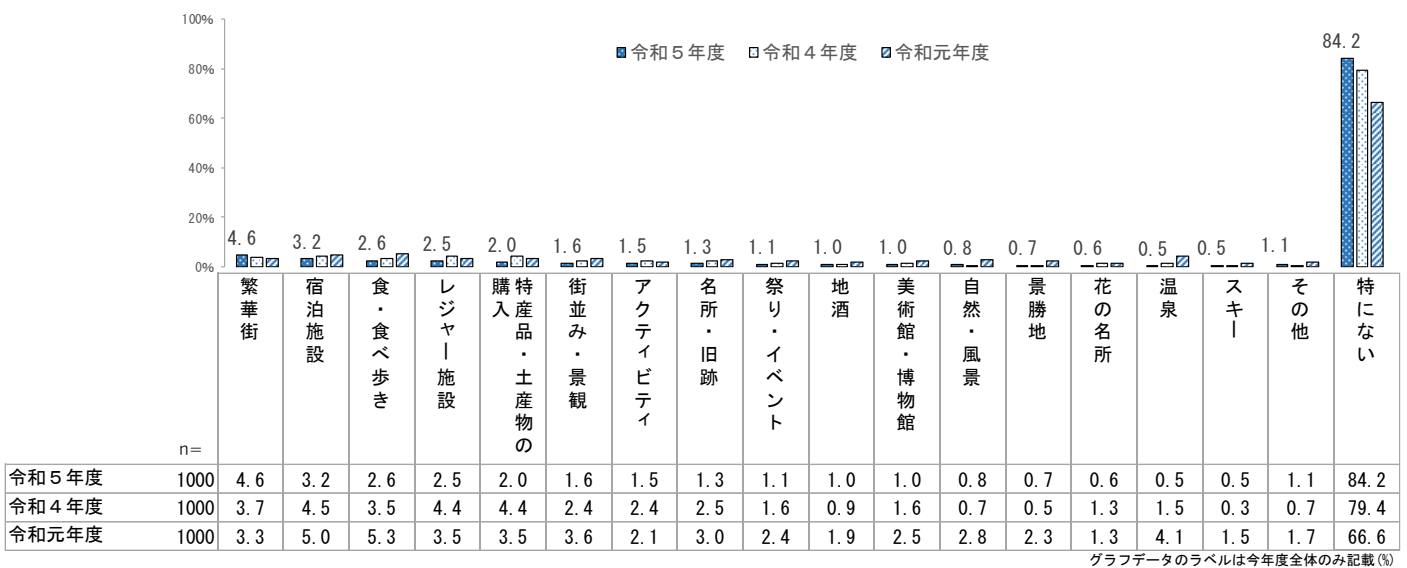 100%
80%
60%
40%
20%
0%
令和５年度 令和４年度 令和元年度
4.6 3.2 2.6 2.5 2.0 1.6 1.5 1.3 1.1 1.0 1.0 0.8 0.7 0.6 0.5 0.5 1.1 84.2
繁華街
宿泊施設
食・食べ歩き
レジャー施設
特産品・土産物の
購入
街並み・景観
アクティビティ
名所・旧跡
祭り・イベント
地酒
美術館・博物館
自然・風景
景勝地
花の名所
温泉
スキー
その他
特にない
n=
令和５年度 1000 4.6 3.2 2.6 2.5 2.0 1.6 1.5 1.3 1.1 1.0 1.0 0.8 0.7 0.6 0.5 0.5 1.1 84.2
令和４年度 1000 3.7 4.5 3.5 4.4 4.4 2.4 2.4 2.5 1.6 0.9 1.6 0.7 0.5 1.3 1.5 0.3 0.7 79.4
令和元年度 1000 3.3 5.0 5.3 3.5 3.5 3.6 2.1 3.0 2.4 1.9 2.5 2.8 2.3 1.3 4.1 1.5 1.7 66.6
グラフデータのラベルは今年度全体のみ記載(%)